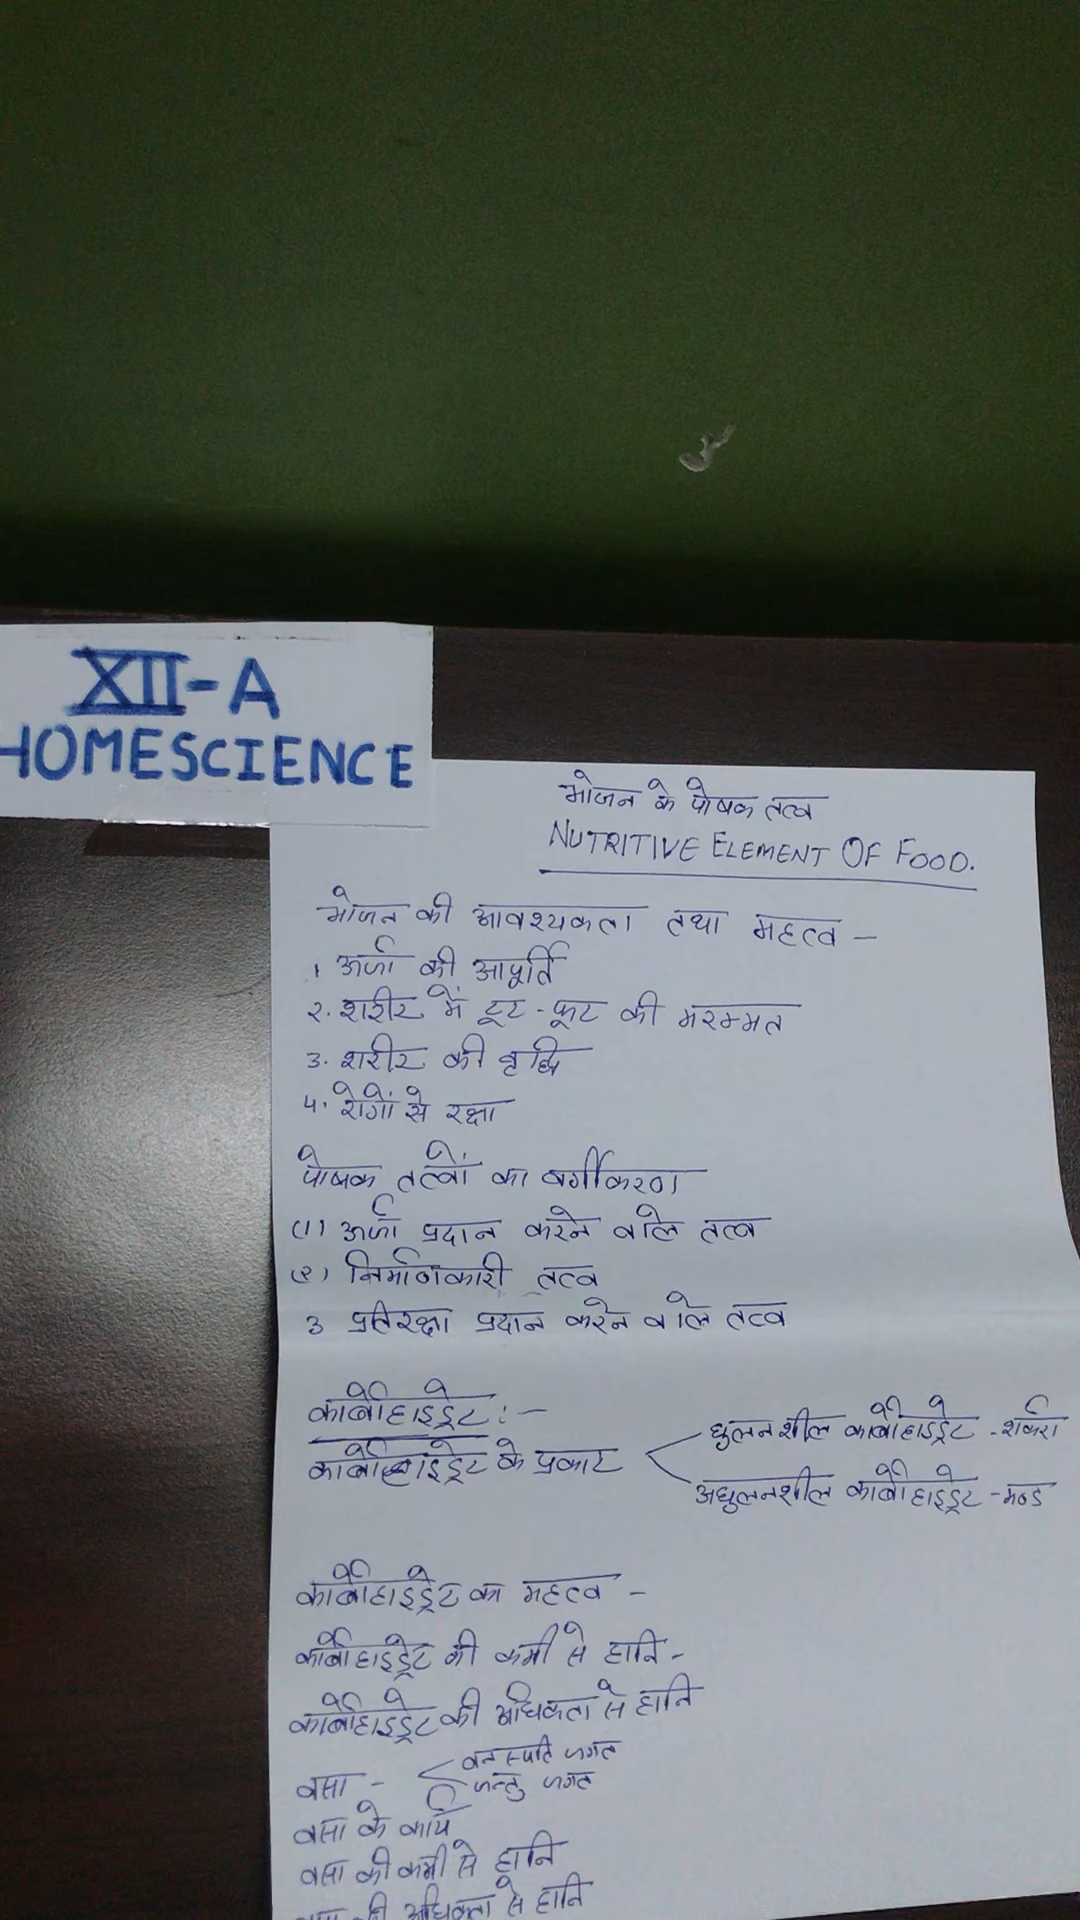 XII-A
HOMESCIENCE
भोजन के पोषक तत्व
NUTRITIVE ELEMENT OF FOOD.
भोजन की आवश्यकता तथा महत्व -
1 ऊर्जा की आपूर्ति
२. शरीर में टूट-फूट की मरम्मत
3. शरीर की वृद्धि
4. रोगों से रक्षा
पोषक तत्वों का वर्गीकरण
(1) ऊर्जा प्रदान करने वाले तत्व
(२) निर्माणकारी तत्व
3 प्रतिरक्षा प्रदान करने वाले तत्व
कार्बोहाइड्रेट :-
कार्बोहाइड्रेट के प्रकार
घुलनशील कार्बोहाइड्रेट - शर्करा
अघुलनशील कार्बोहाइड्रेट - मण्ड
कार्बोहाइड्रेट का महत्व -
कार्बोहाइड्रेट की कमी से हानि -
कार्बोहाइड्रेट की अधिकता से हानि
वसा -
वनस्पति जगत
जन्तु जगत
वसा के कार्य
वसा की कमी से हानि
वसा की अधिकता से हानि